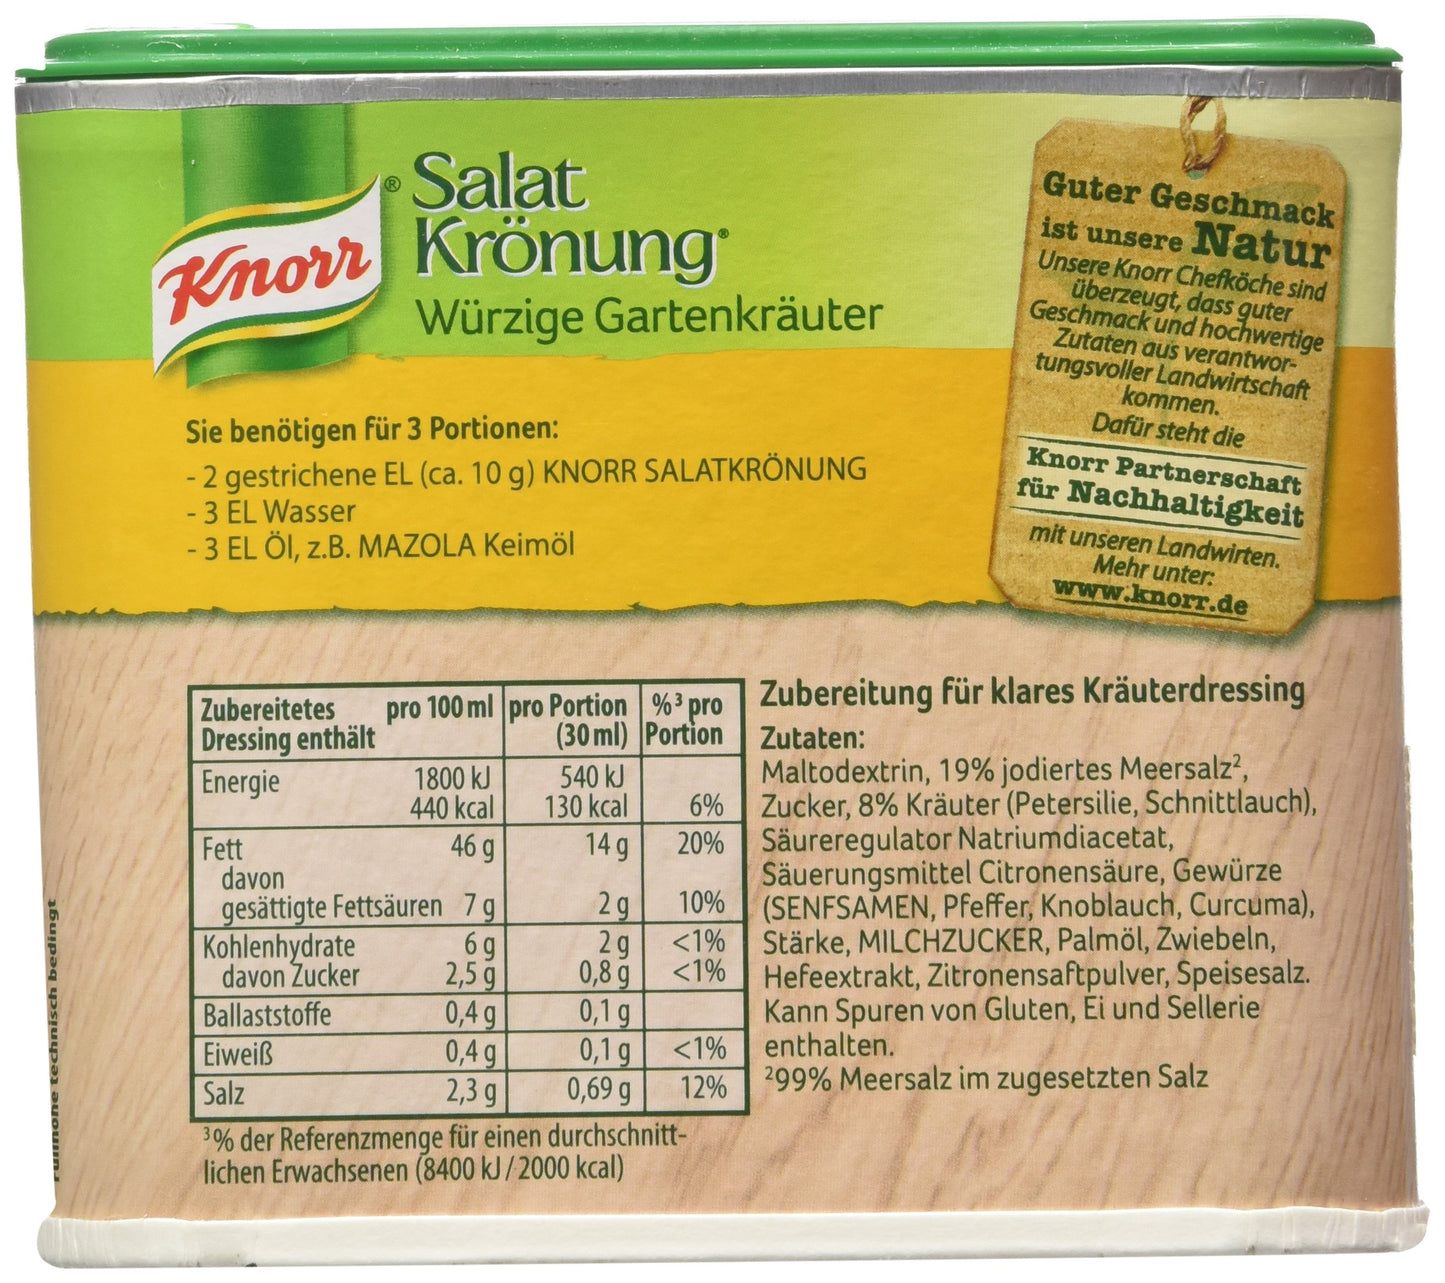 Knorr®
Salat
Krönung®
Würzige Gartenkräuter
Guter Geschmack
ist unsere Natur
Unsere Knorr Chefköche sind
überzeugt, dass guter
Geschmack und hochwertige
Zutaten aus verantwor-
tungsvoller Landwirtschaft
kommen.
Dafür steht die
Knorr Partnerschaft
für Nachhaltigkeit
mit unseren Landwirten.
Mehr unter:
www.knorr.de
Sie benötigen für 3 Portionen:
- 2 gestrichene EL (ca. 10 g) KNORR SALATKRÖNUNG
- 3 EL Wasser
- 3 EL Öl, z.B. MAZOLA Keimöl
Zubereitetes pro 100 ml pro Portion %³ pro
Dressing enthält (30 ml) Portion
Energie 1800 kJ 540 kJ
440 kcal 130 kcal 6%
Fett 46 g 14 g 20%
davon
gesättigte Fettsäuren 7 g 2 g 10%
Kohlenhydrate 6 g 2 g <1%
davon Zucker 2,5 g 0,8 g <1%
Ballaststoffe 0,4 g 0,1 g
Eiweiß 0,4 g 0,1 g <1%
Salz 2,3 g 0,69 g 12%
³% der Referenzmenge für einen durchschnitt-
lichen Erwachsenen (8400 kJ / 2000 kcal)
Zubereitung für klares Kräuterdressing
Zutaten:
Maltodextrin, 19% jodiertes Meersalz²,
Zucker, 8% Kräuter (Petersilie, Schnittlauch),
Säureregulator Natriumdiacetat,
Säuerungsmittel Citronensäure, Gewürze
(SENFSAMEN, Pfeffer, Knoblauch, Curcuma),
Stärke, MILCHZUCKER, Palmöl, Zwiebeln,
Hefeextrakt, Zitronensaftpulver, Speisesalz.
Kann Spuren von Gluten, Ei und Sellerie
enthalten.
²99% Meersalz im zugesetzten Salz
Füllhöhe technisch bedingt